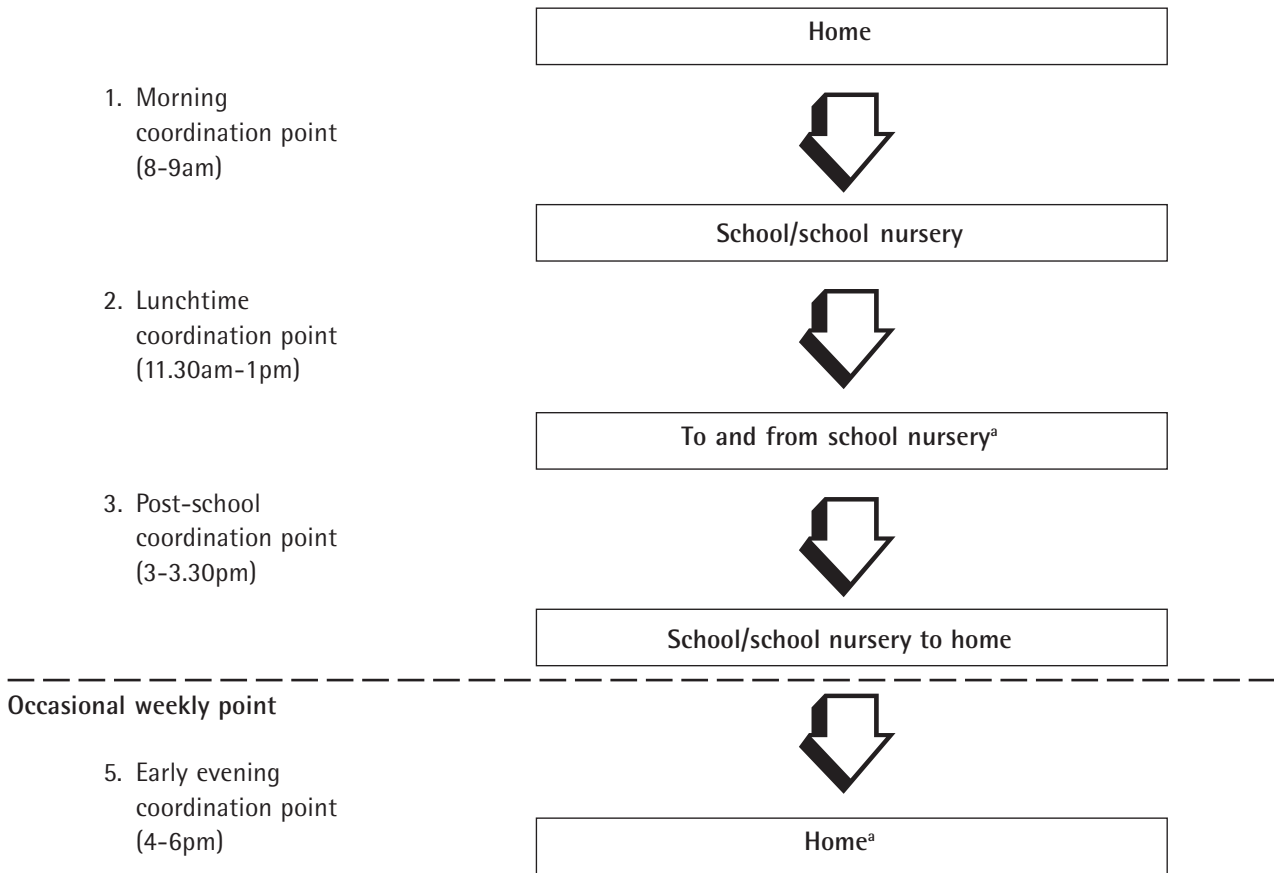 Home
1. Morning
coordination point
(8-9am)
School/school nursery
2. Lunchtime
coordination point
(11.30am-1pm)
To and from school nurseryᵃ
3. Post-school
coordination point
(3-3.30pm)
School/school nursery to home
Occasional weekly point
5. Early evening
coordination point
(4-6pm)
Homeᵃ